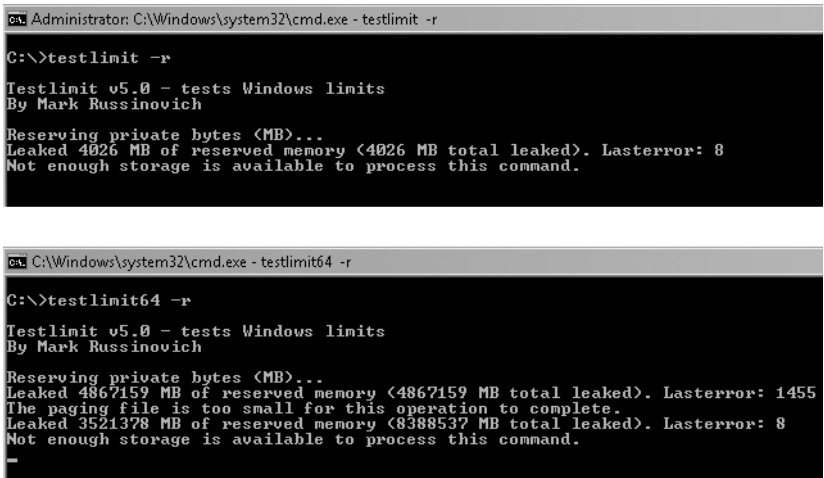 Administrator: C:\Windows\system32\cmd.exe - testlimit -r
C:\>testlimit -r
Testlimit v5.0 - tests Windows limits
By Mark Russinovich
Reserving private bytes (MB)...
Leaked 4026 MB of reserved memory (4026 MB total leaked). Lasterror: 8
Not enough storage is available to process this command.
C:\Windows\system32\cmd.exe - testlimit64 -r
C:\>testlimit64 -r
Testlimit v5.0 - tests Windows limits
By Mark Russinovich
Reserving private bytes (MB)...
Leaked 4867159 MB of reserved memory (4867159 MB total leaked). Lasterror: 1455
The paging file is too small for this operation to complete.
Leaked 3521378 MB of reserved memory (8388537 MB total leaked). Lasterror: 8
Not enough storage is available to process this command.